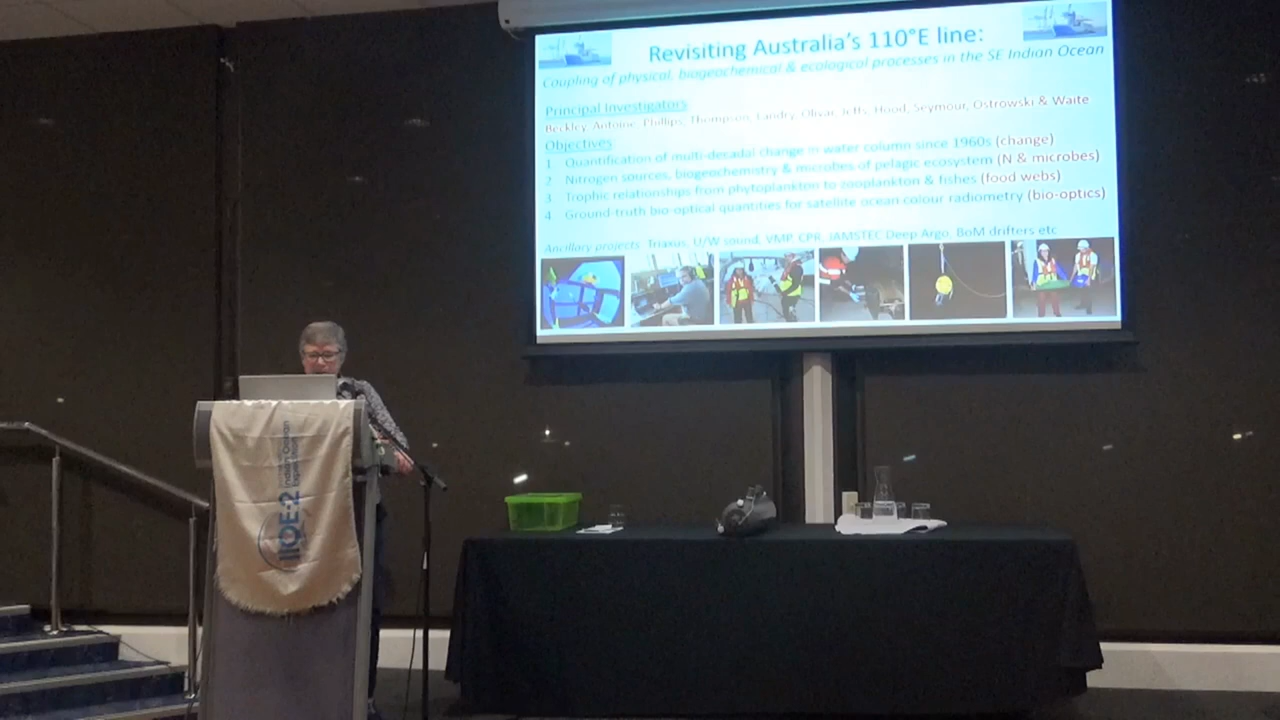 Revisiting Australia's 110°E line:
Coupling of physical, biogeochemical & ecological processes in the SE Indian Ocean
Principal Investigators
Beckley, Antoine, Phillips, Thompson, Landry, Olivar, Jeffs, Hood, Seymour, Ostrowski & Waite
Objectives
1. Quantification of multi-decadal change in water column since 1960s (change)
2. Nitrogen sources, biogeochemistry & microbes of pelagic ecosystem (N & microbes)
3. Trophic relationships from phytoplankton to zooplankton & fishes (food webs)
4. Ground-truth bio-optical quantities for satellite ocean colour radiometry (bio-optics)
Ancillary projects: Triaxus, U/W sound, VMP, CPR, JAMSTEC Deep Argo, BoM drifters etc
IIOE-2
Indian Ocean
Expedition